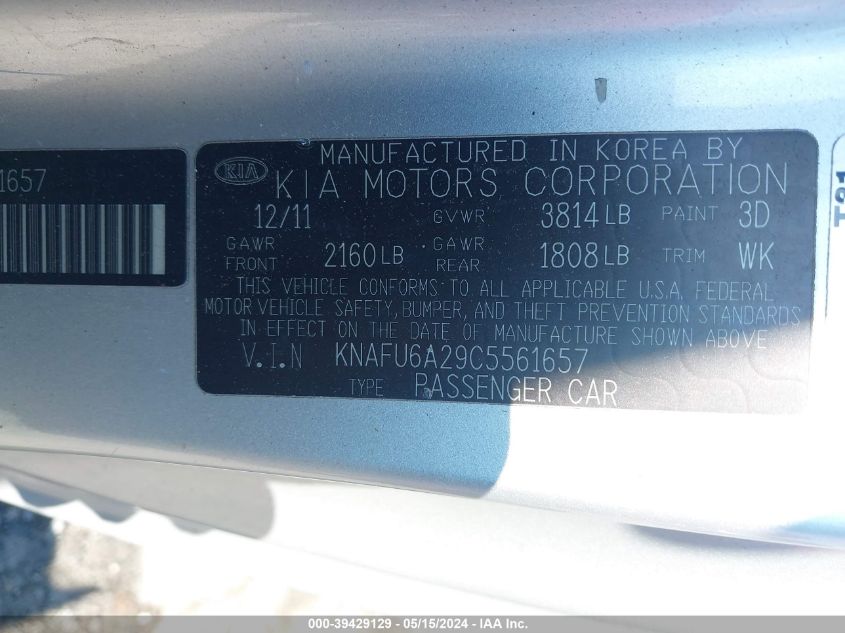 1657
KIA
MANUFACTURED IN KOREA BY
KIA MOTORS CORPORATION
12/11 GVWR 3814 LB PAINT 3D
GAWR FRONT 2160 LB GAWR REAR 1808 LB TRIM WK
THIS VEHICLE CONFORMS TO ALL APPLICABLE U.S.A. FEDERAL
MOTOR VEHICLE SAFETY, BUMPER, AND THEFT PREVENTION STANDARDS
IN EFFECT ON THE DATE OF MANUFACTURE SHOWN ABOVE
V.I.N KNAFU6A29C5561657
TYPE PASSENGER CAR
000-39429129 - 05/15/2024 - IAA Inc.